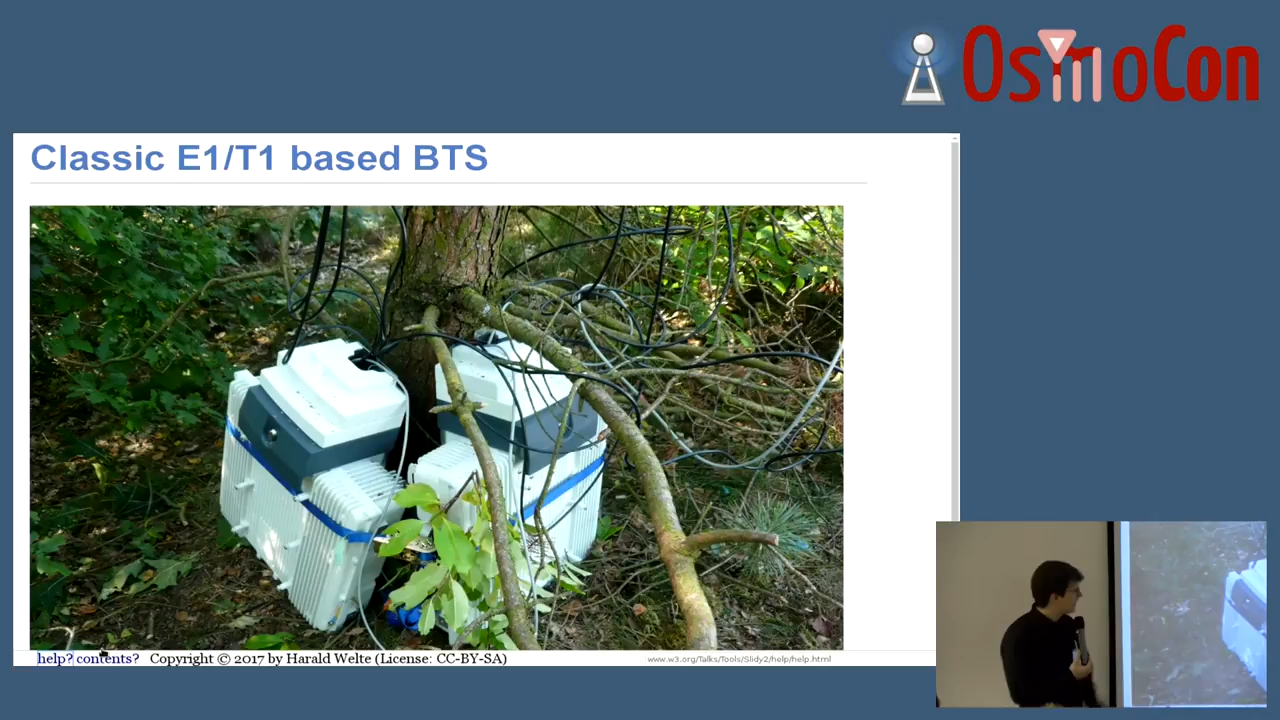 OsmoCon
Classic E1/T1 based BTS
help? contents? Copyright © 2017 by Harald Welte (License: CC-BY-SA)
www.w3.org/Talks/Tools/Slidy2/help/help.html